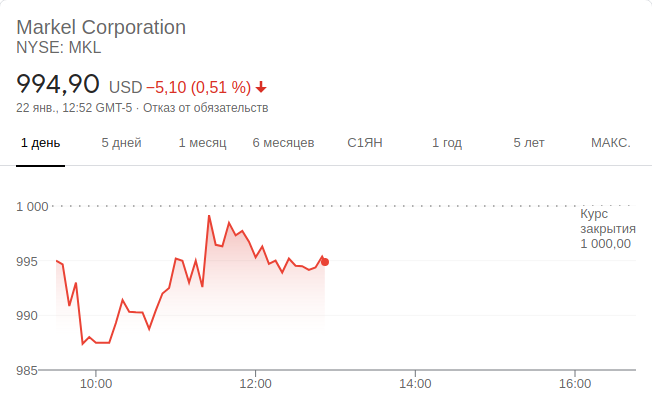 Markel Corporation
NYSE: MKL
994,90 USD −5,10 (0,51 %)
22 янв., 12:52 GMT-5 · Отказ от обязательств
1 день 5 дней 1 месяц 6 месяцев С1ЯН 1 год 5 лет МАКС.
1 000
Курс
закрытия
1 000,00
995
990
985
10:00 12:00 14:00 16:00